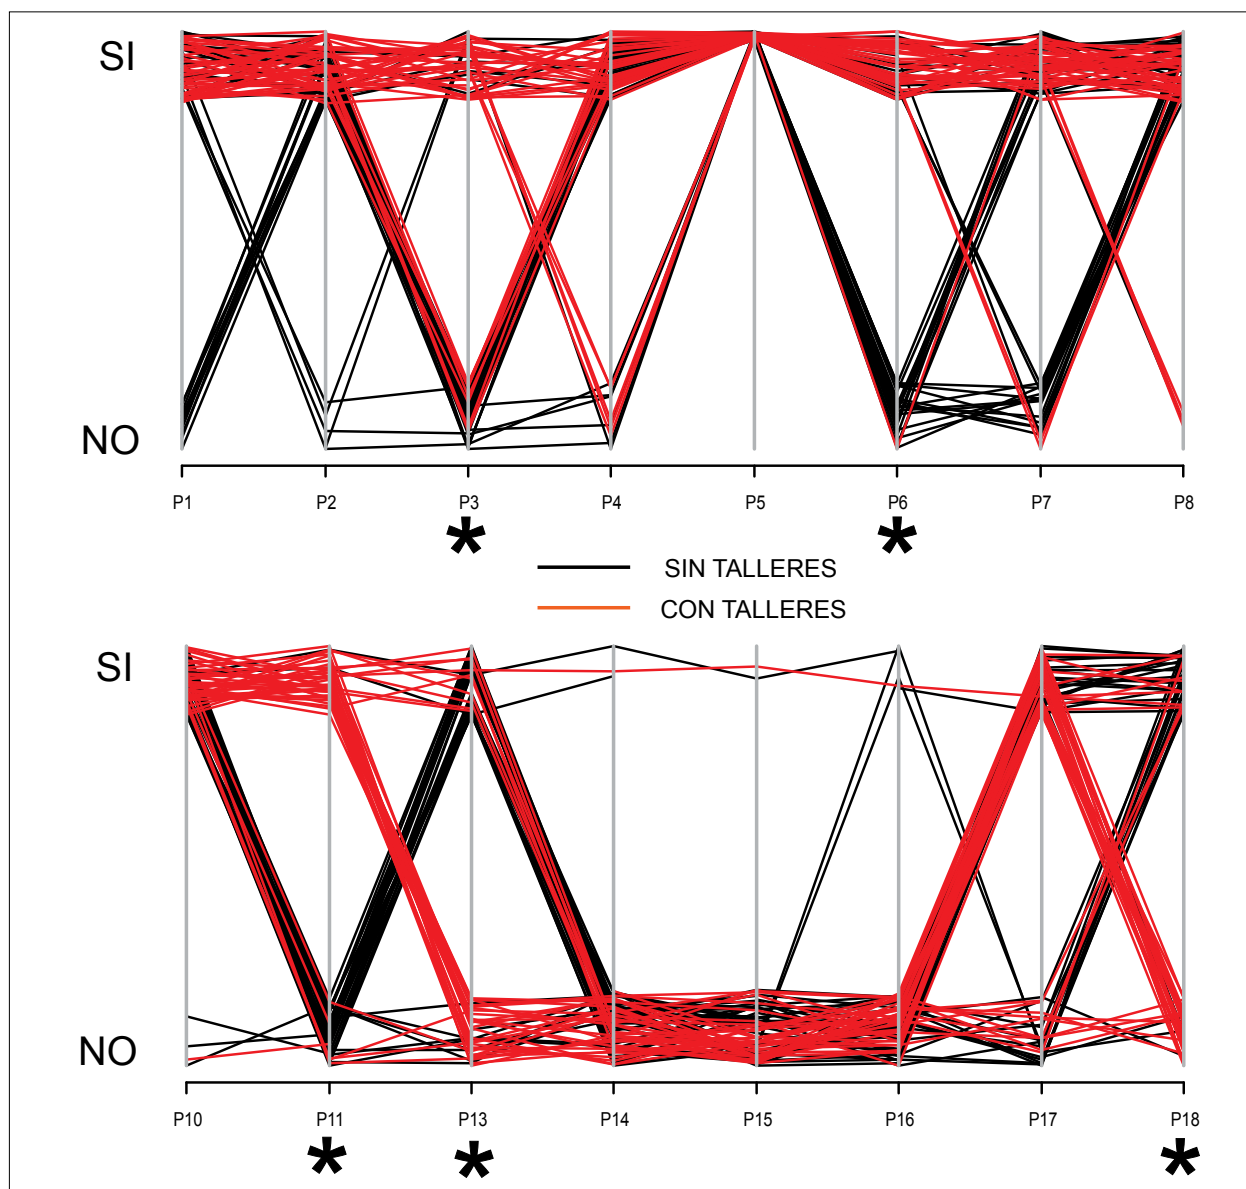 SI
NO
P1 P2 P3 P4 P5 P6 P7 P8
* *
SIN TALLERES
CON TALLERES
SI
NO
P10 P11 P13 P14 P15 P16 P17 P18
* * *